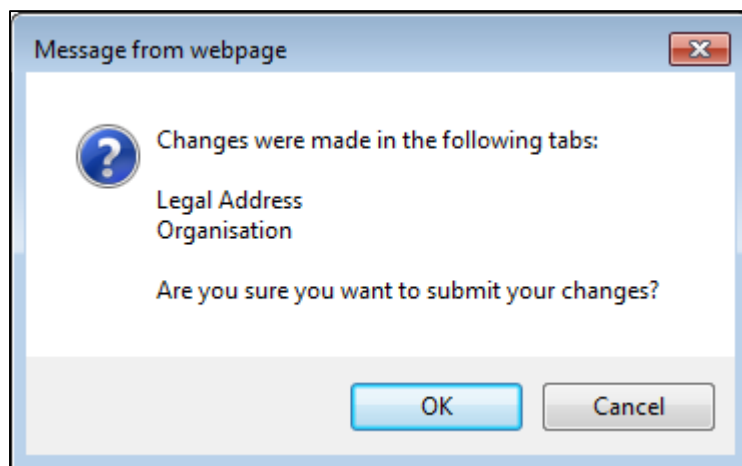 Message from webpage
Changes were made in the following tabs:
Legal Address
Organisation
Are you sure you want to submit your changes?
OK
Cancel